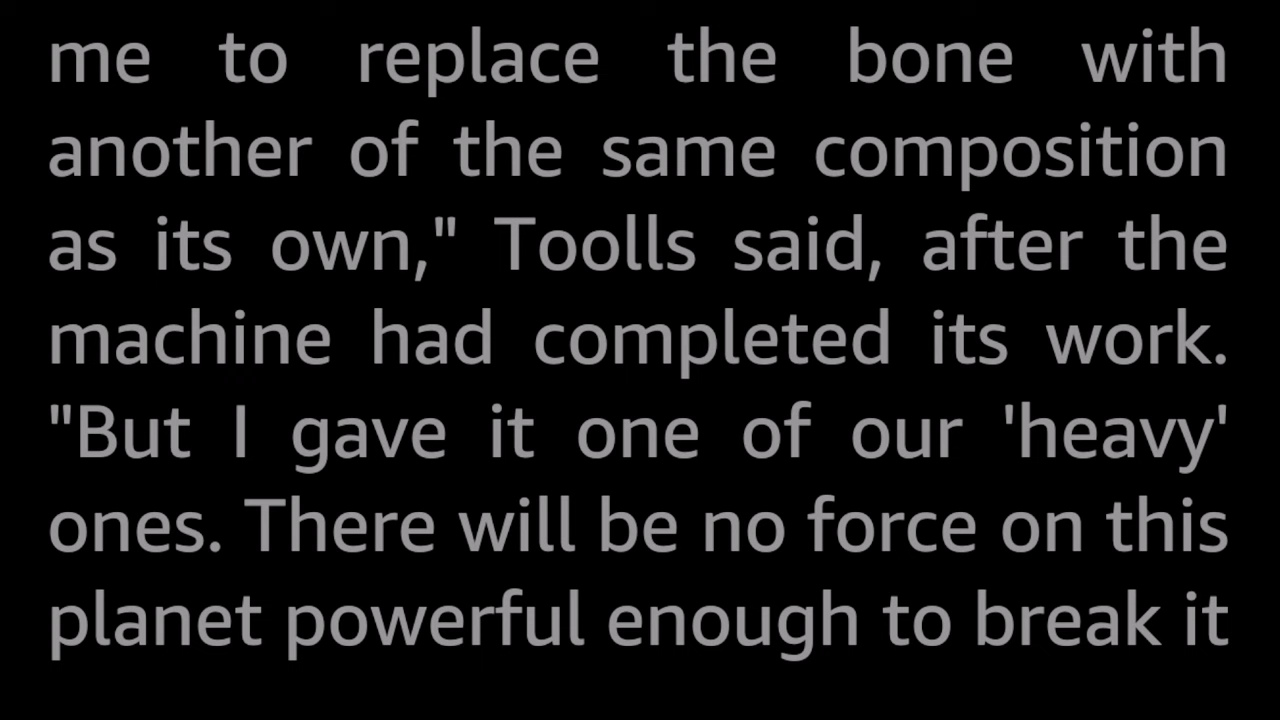 me to replace the bone with
another of the same composition
as its own," Toolls said, after the
machine had completed its work.
"But I gave it one of our 'heavy'
ones. There will be no force on this
planet powerful enough to break it